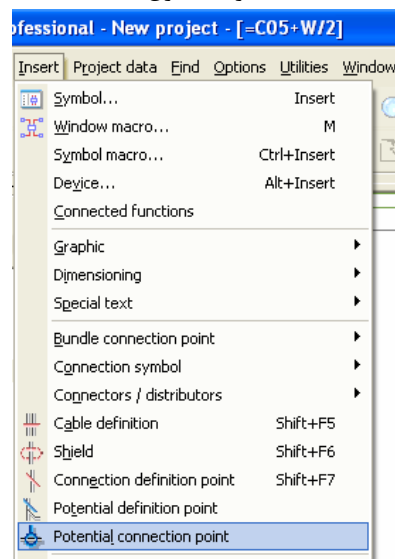 ofessional - New project - [=C05+W/2]
Insert Project data Find Options Utilities Window
Symbol... Insert
Window macro... M
Symbol macro... Ctrl+Insert
Device... Alt+Insert
Connected functions
Graphic
Dimensioning
Special text
Bundle connection point
Connection symbol
Connectors / distributors
Cable definition Shift+F5
Shield Shift+F6
Connection definition point Shift+F7
Potential definition point
Potential connection point